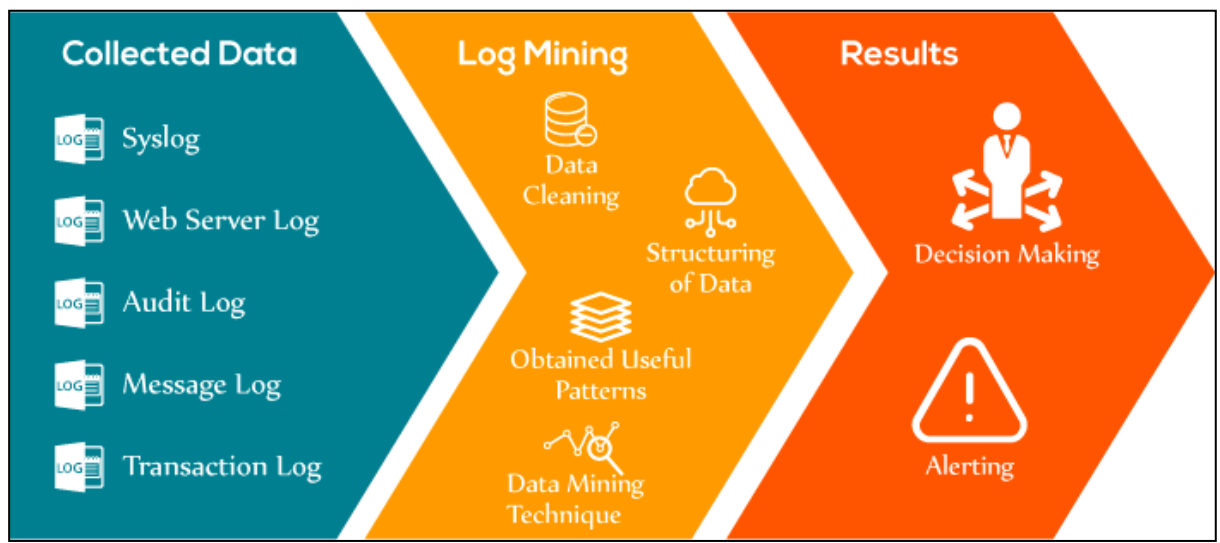 Collected Data
LOG Syslog
LOG Web Server Log
LOG Audit Log
LOG Message Log
LOG Transaction Log
Log Mining
Data
Cleaning
Structuring
of Data
Obtained Useful
Patterns
Data Mining
Technique
Results
Decision Making
Alerting